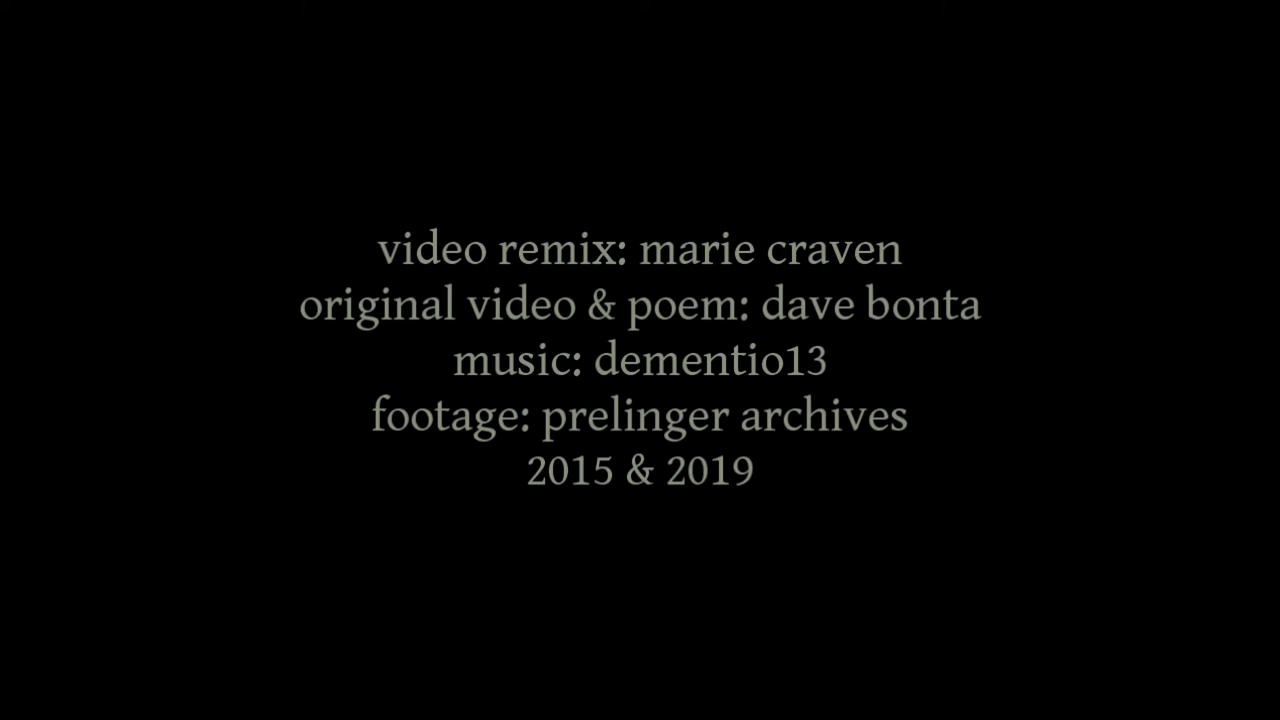 video remix: marie craven
original video & poem: dave bonta
music: dementio13
footage: prelinger archives
2015 & 2019